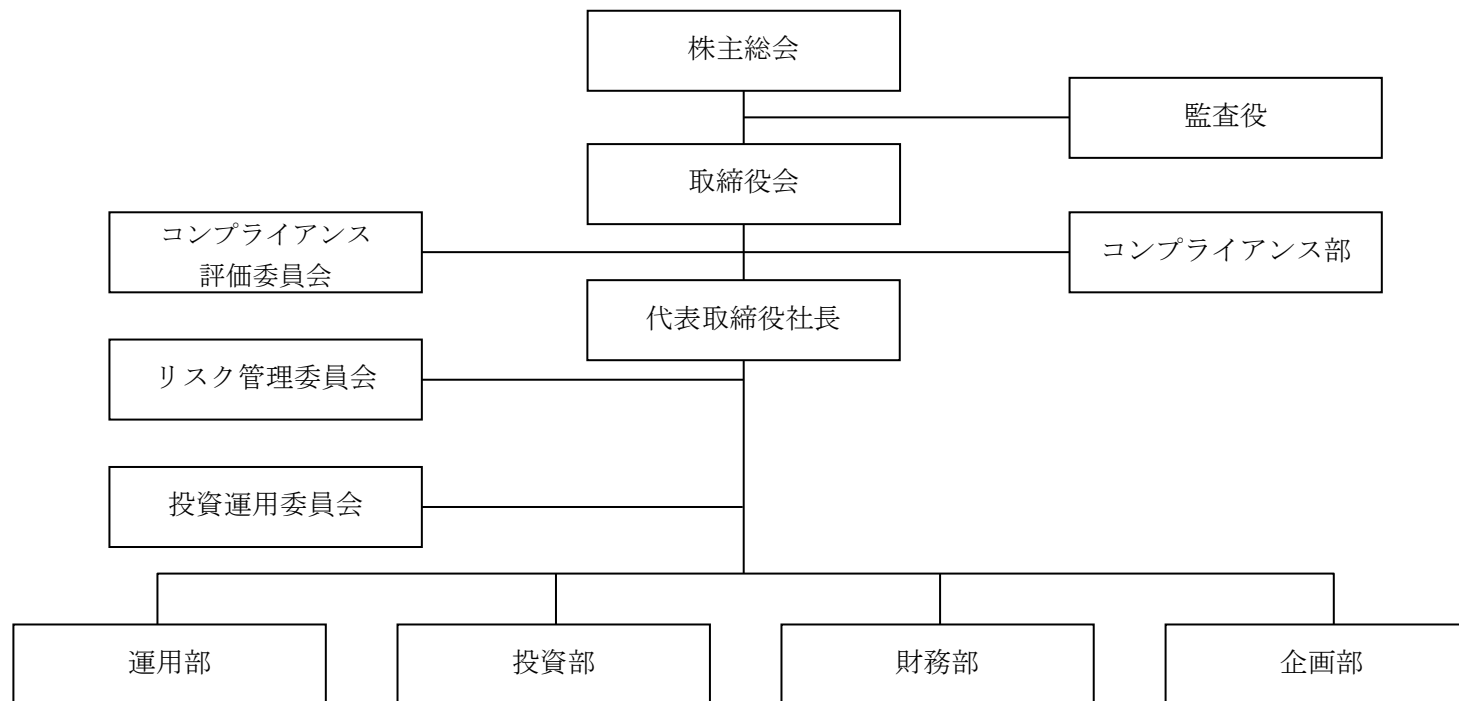 株主総会
監査役
取締役会
コンプライアンス
評価委員会
コンプライアンス部
代表取締役社長
リスク管理委員会
投資運用委員会
運用部
投資部
財務部
企画部